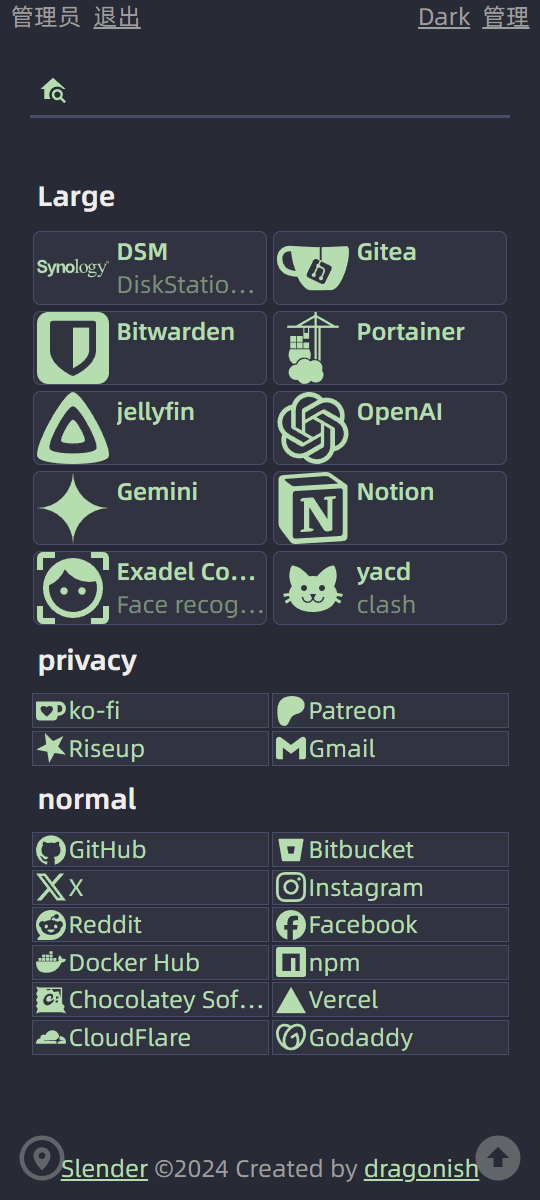 管理员 退出 Dark 管理
Large
Synology DSM
DiskStatio...
Gitea
Bitwarden
Portainer
jellyfin
OpenAI
Gemini
Notion
Exadel Co...
Face recog...
yacd
clash
privacy
ko-fi
Patreon
Riseup
Gmail
normal
GitHub
Bitbucket
X
Instagram
Reddit
Facebook
Docker Hub
npm
Chocolatey Sof...
Vercel
CloudFlare
Godaddy
Slender ©2024 Created by dragonish